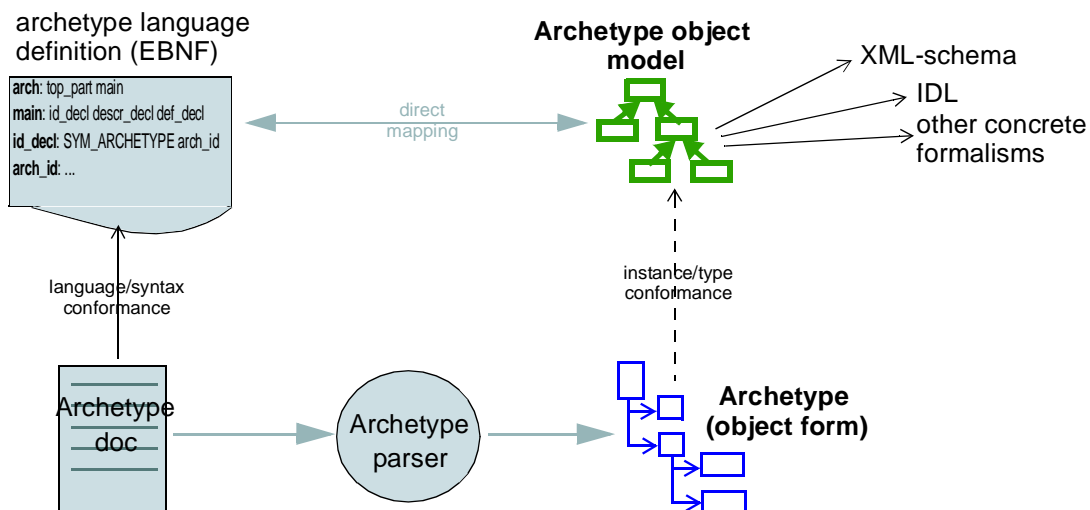 archetype language
definition (EBNF)
arch: top_part main
main: id_decl descr_decl def_decl
id_decl: SYM_ARCHETYPE arch_id
arch_id: ...
direct
mapping
Archetype object
model
XML-schema
IDL
other concrete
formalisms
language/syntax
conformance
instance/type
conformance
Archetype
doc
Archetype
parser
Archetype
(object form)